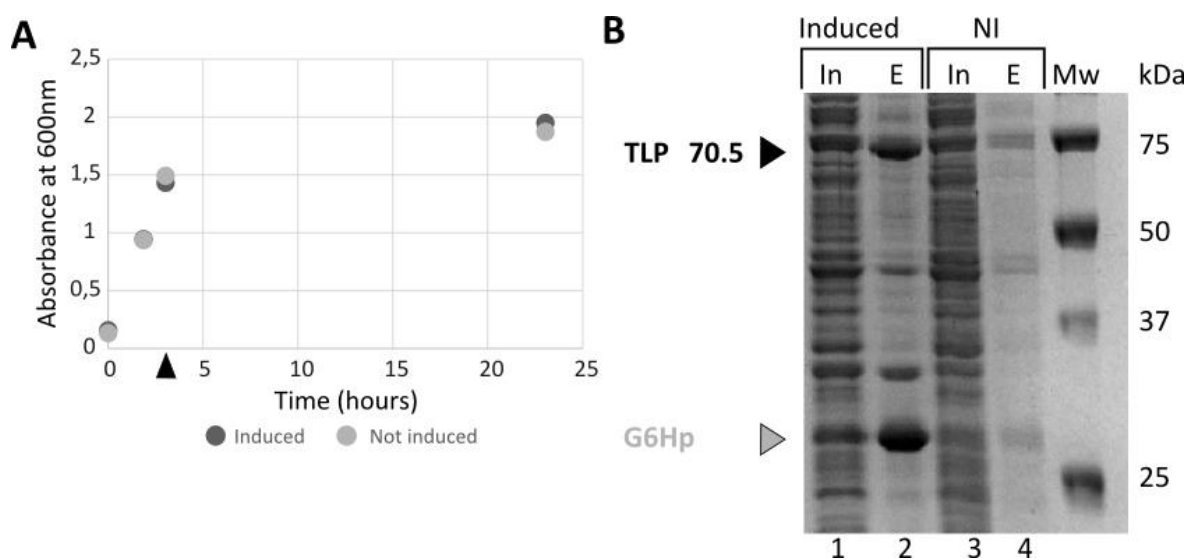 A
Absorbance at 600nm
2,5
2
1,5
1
0,5
0
0 5 10 15 20 25
Time (hours)
Induced Not induced
B
Induced NI
In E In E Mw kDa
TLP 70.5
75
50
37
G6Hp
25
1 2 3 4